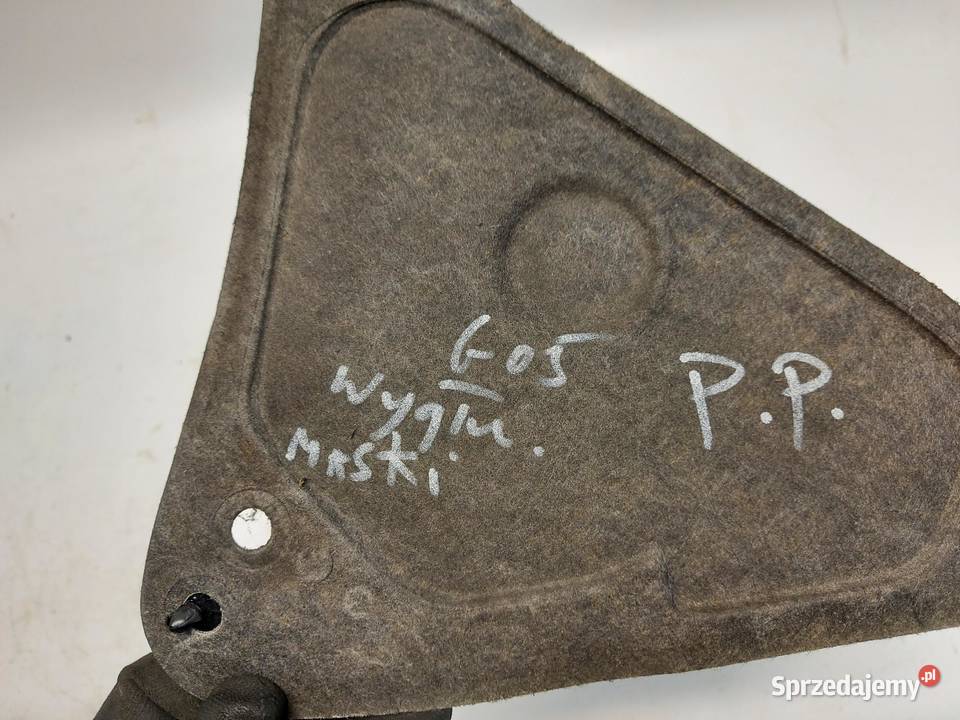 G05
Wygłu.
MASKi
P.P.
Sprzedajemy.pl